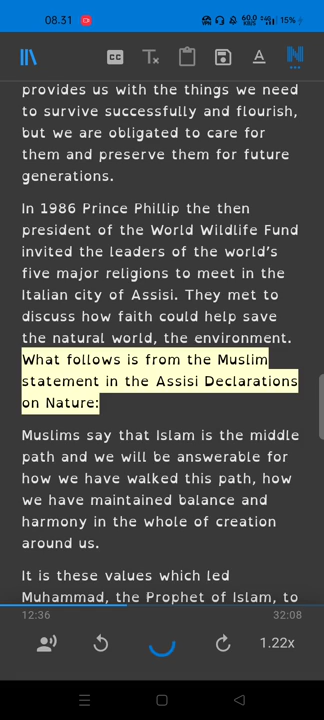 08.31
60.0
KB/s
15%
CC
provides us with the things we need
to survive successfully and flourish,
but we are obligated to care for
them and preserve them for future
generations.
In 1986 Prince Phillip the then
president of the World Wildlife Fund
invited the leaders of the world's
five major religions to meet in the
Italian city of Assisi. They met to
discuss how faith could help save
the natural world, the environment.
What follows is from the Muslim
statement in the Assisi Declarations
on Nature:
Muslims say that Islam is the middle
path and we will be answerable for
how we have walked this path, how
we have maintained balance and
harmony in the whole of creation
around us.
It is these values which led
Muhammad, the Prophet of Islam, to
12:36
32:08
1.22x